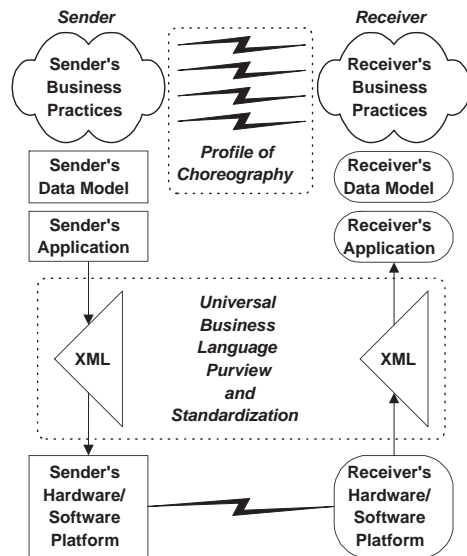 Sender
Receiver
Sender's
Business
Practices
Receiver's
Business
Practices
Profile of
Choreography
Sender's
Data Model
Receiver's
Data Model
Sender's
Application
Receiver's
Application
Universal
Business
Language
Purview
and
Standardization
XML
XML
Sender's
Hardware/
Software
Platform
Receiver's
Hardware/
Software
Platform